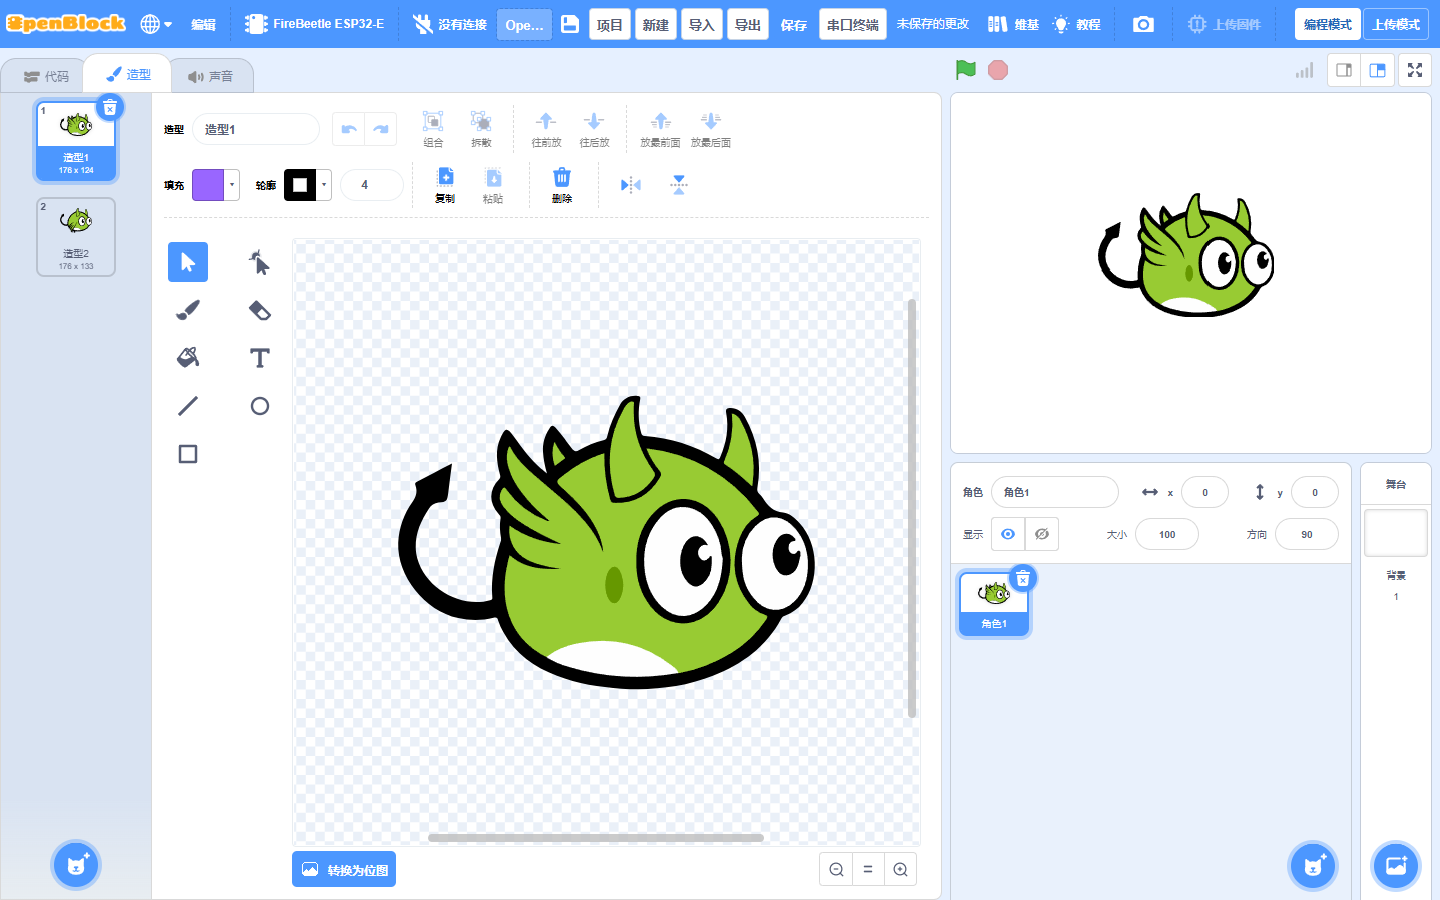 OpenBlock
编辑
FireBeetle ESP32-E
没有连接
Ope...
项目
新建
导入
导出
保存
串口终端
未保存的更改
维基
教程
上传固件
编程模式
上传模式
代码
造型
声音
1
造型1
176 x 124
2
造型2
176 x 133
造型
造型1
组合
拆散
往前放
往后放
放最前面
放最后面
填充
轮廓
4
复制
粘贴
删除
T
转换为位图
角色
角色1
x
0
y
0
显示
大小
100
方向
90
角色1
舞台
背景
1